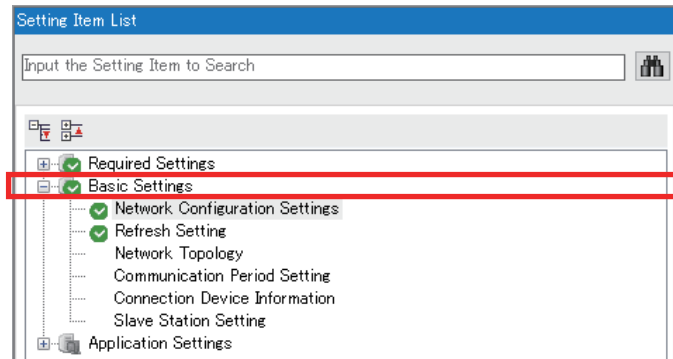 Setting Item List
Input the Setting Item to Search
Required Settings
Basic Settings
Network Configuration Settings
Refresh Setting
Network Topology
Communication Period Setting
Connection Device Information
Slave Station Setting
Application Settings